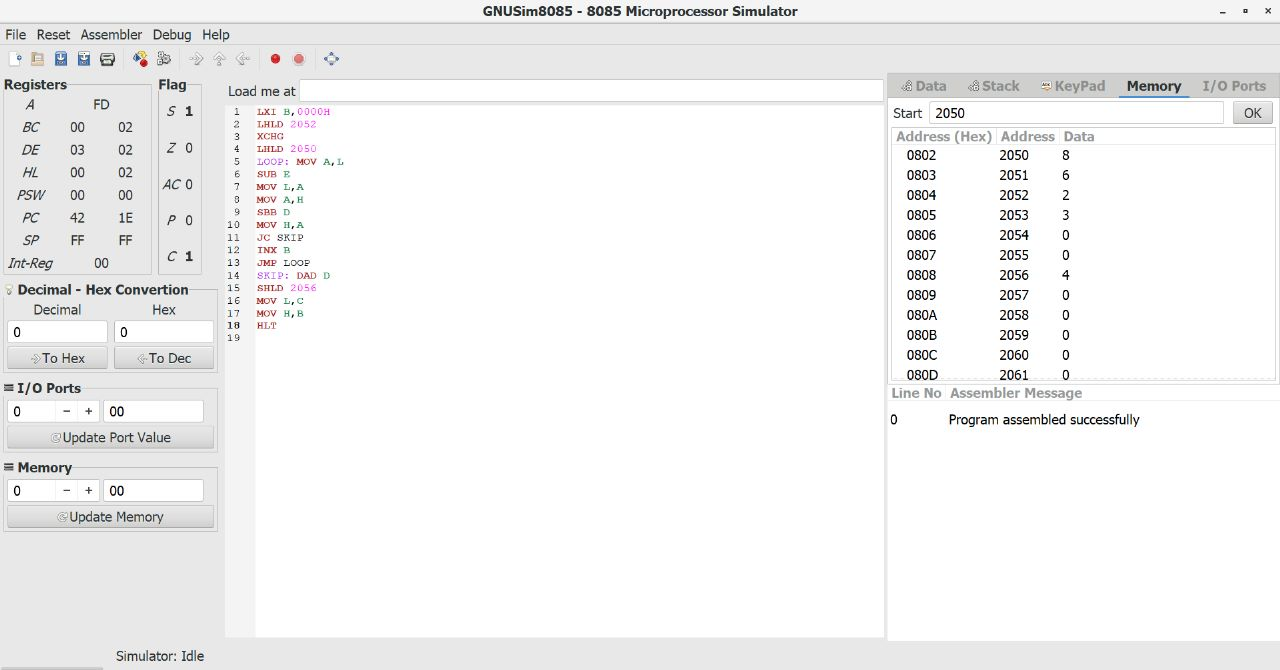 GNUSim8085 - 8085 Microprocessor Simulator
File Reset Assembler Debug Help
Registers
A FD
BC 00 02
DE 03 02
HL 00 02
PSW 00 00
PC 42 1E
SP FF FF
Int-Reg 00
Flag
S 1
Z 0
AC 0
P 0
C 1
Decimal - Hex Convertion
Decimal Hex
0 0
To Hex To Dec
I/O Ports
0 − + 00
Update Port Value
Memory
0 − + 00
Update Memory
Load me at
1 LXI B,0000H
2 LHLD 2052
3 XCHG
4 LHLD 2050
5 LOOP: MOV A,L
6 SUB E
7 MOV L,A
8 MOV A,H
9 SBB D
10 MOV H,A
11 JC SKIP
12 INX B
13 JMP LOOP
14 SKIP: DAD D
15 SHLD 2056
16 MOV L,C
17 MOV H,B
18 HLT
19
Data Stack KeyPad Memory I/O Ports
Start 2050 OK
Address (Hex) Address Data
0802 2050 8
0803 2051 6
0804 2052 2
0805 2053 3
0806 2054 0
0807 2055 0
0808 2056 4
0809 2057 0
080A 2058 0
080B 2059 0
080C 2060 0
080D 2061 0
Line No Assembler Message
0 Program assembled successfully
Simulator: Idle